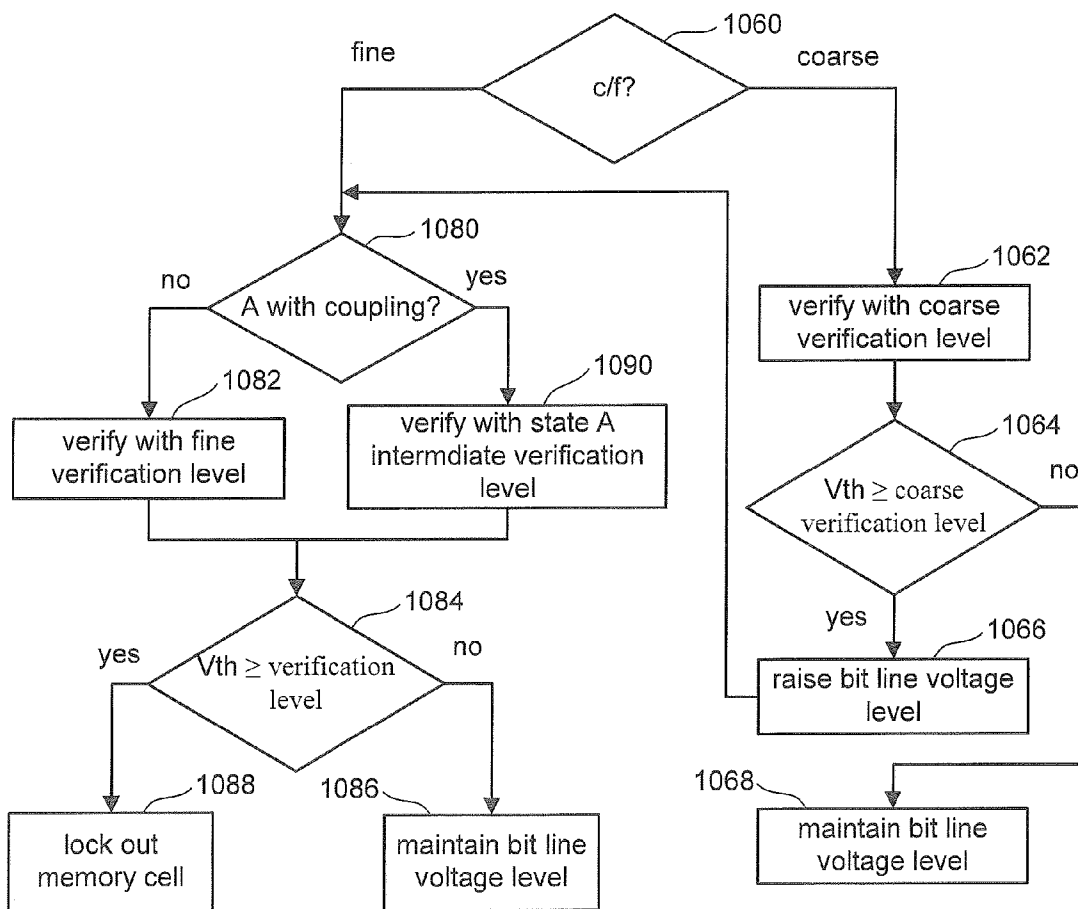 1060
fine
coarse
c/f?
1080
no
yes
A with coupling?
1062
verify with coarse
verification level
1082
1090
verify with fine
verification level
verify with state A
intermdiate verification
level
1064
no
Vth ≥ coarse
verification level
yes
1084
yes
no
Vth ≥ verification
level
1066
raise bit line voltage
level
1088
1086
1068
lock out
memory cell
maintain bit line
voltage level
maintain bit line
voltage level